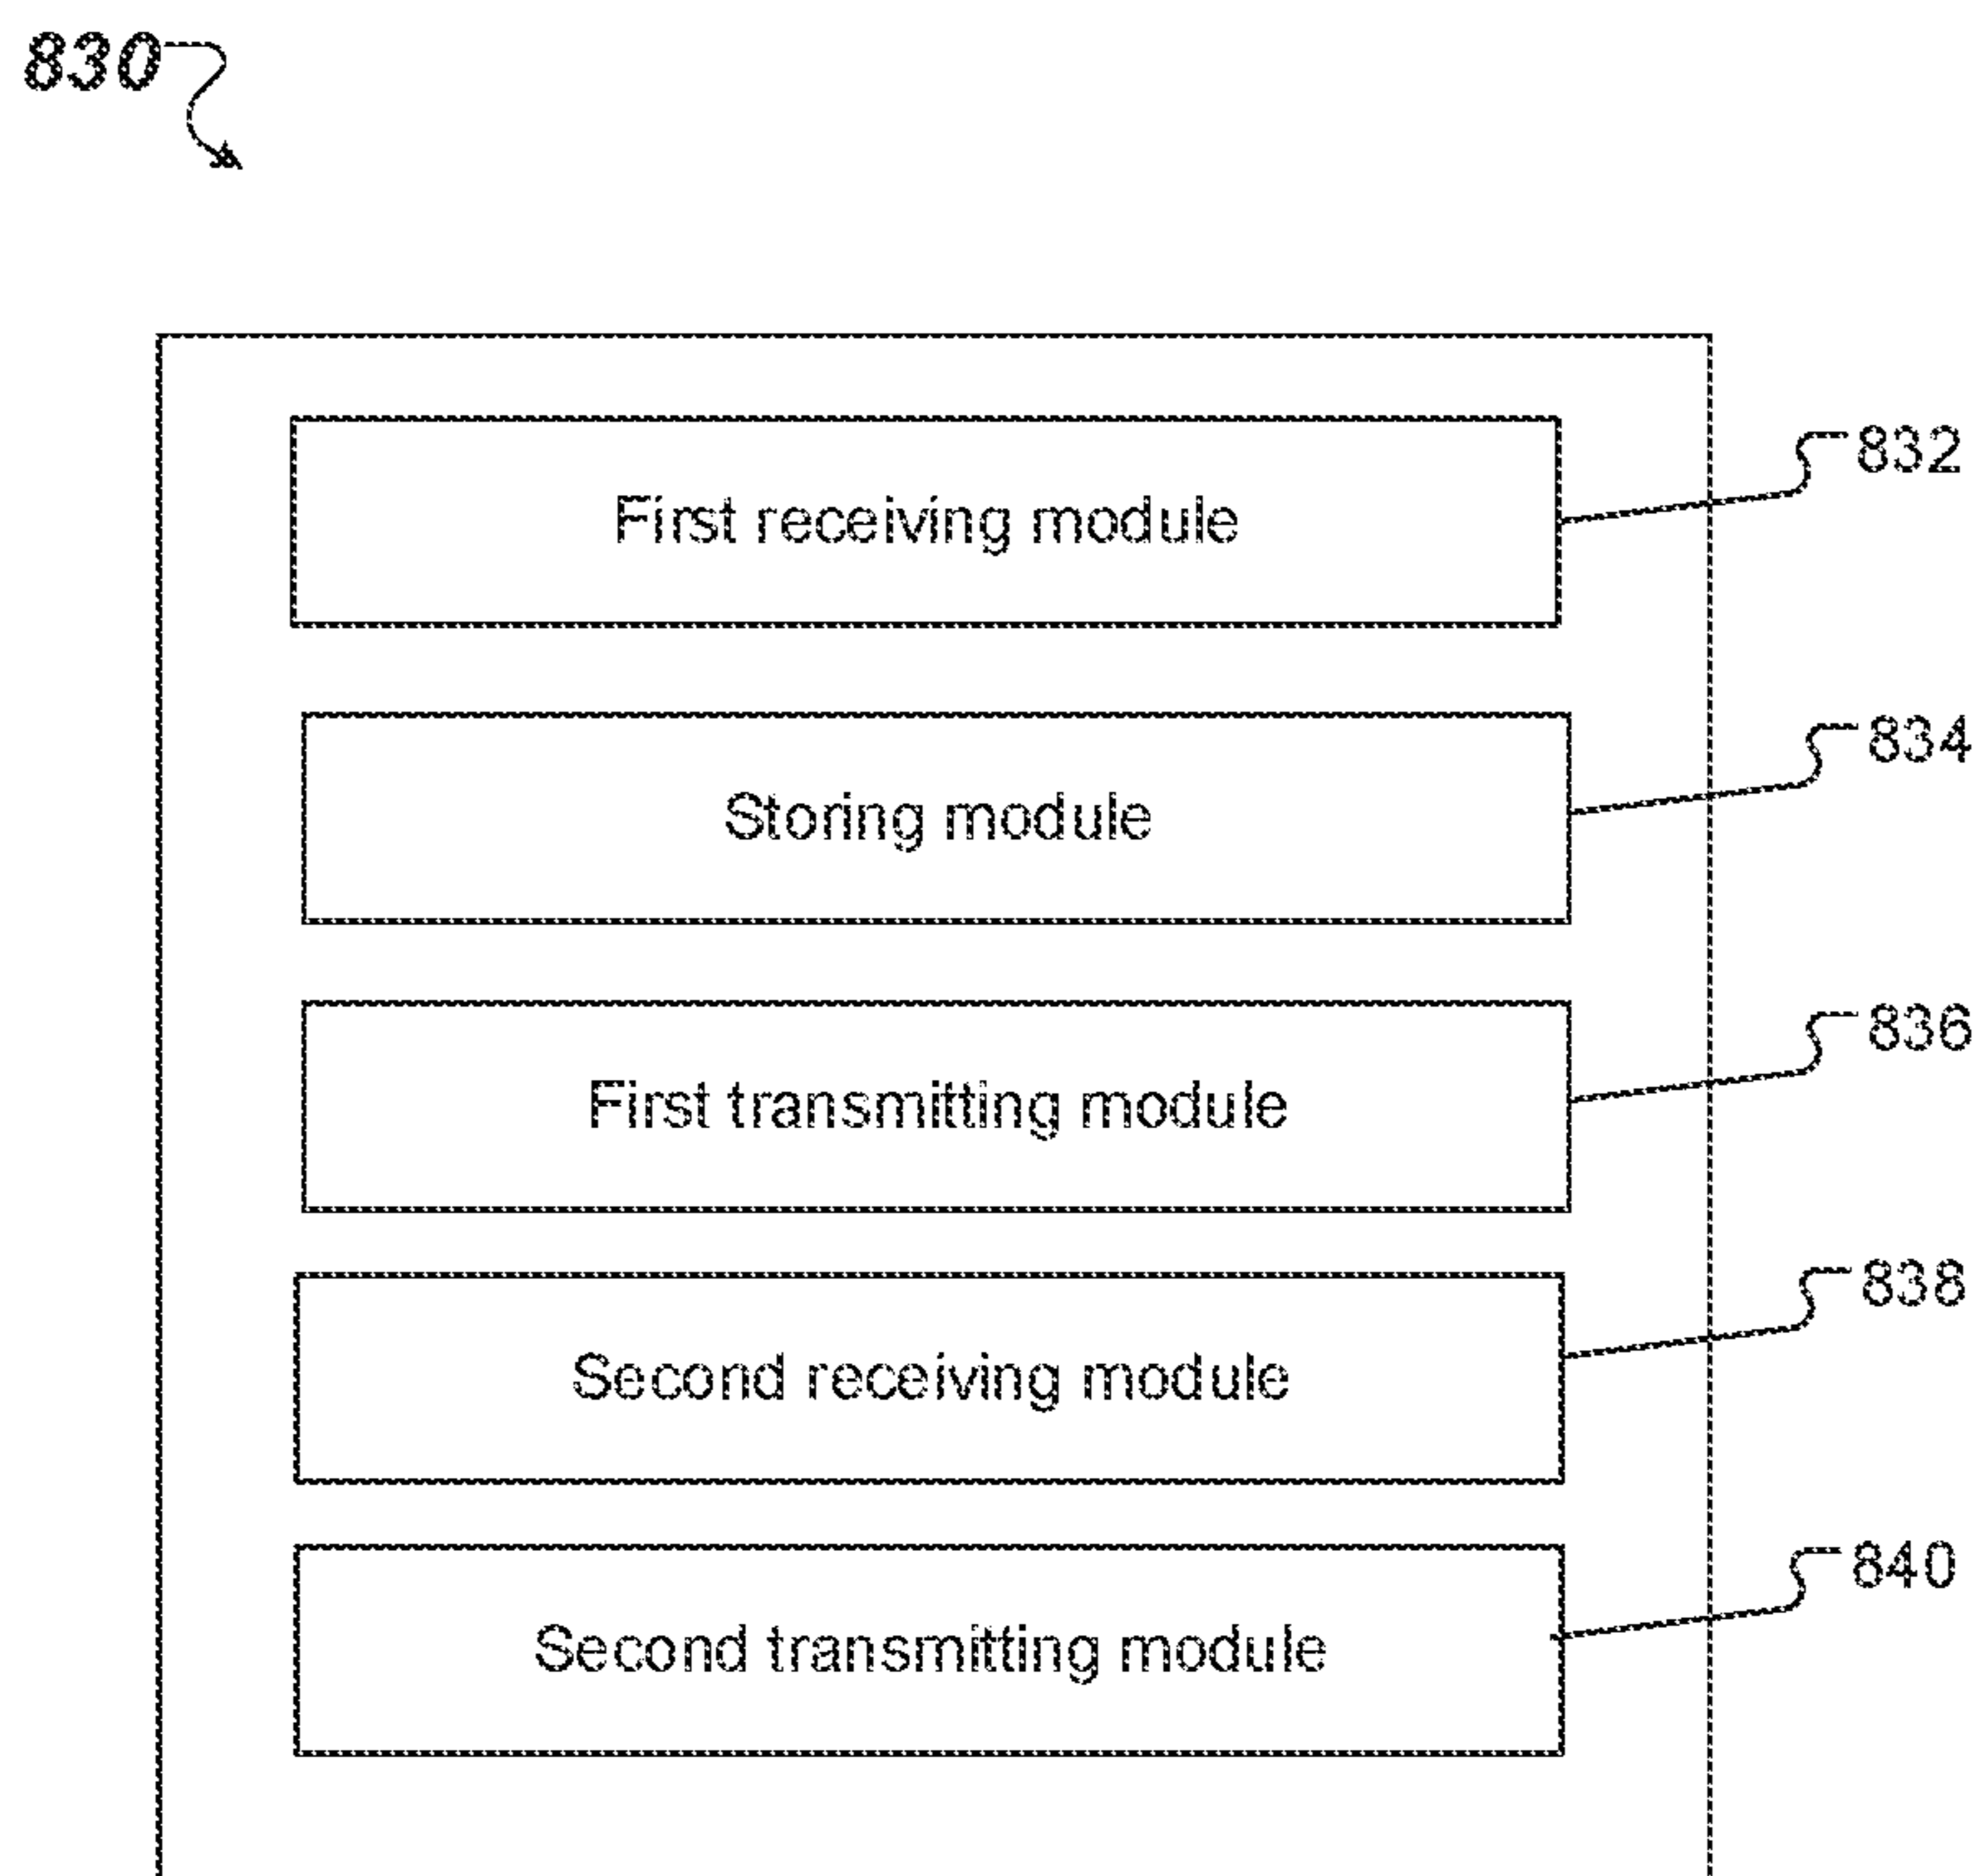 830
First receiving module
832
Storing module
834
First transmitting module
836
Second receiving module
838
Second transmitting module
840